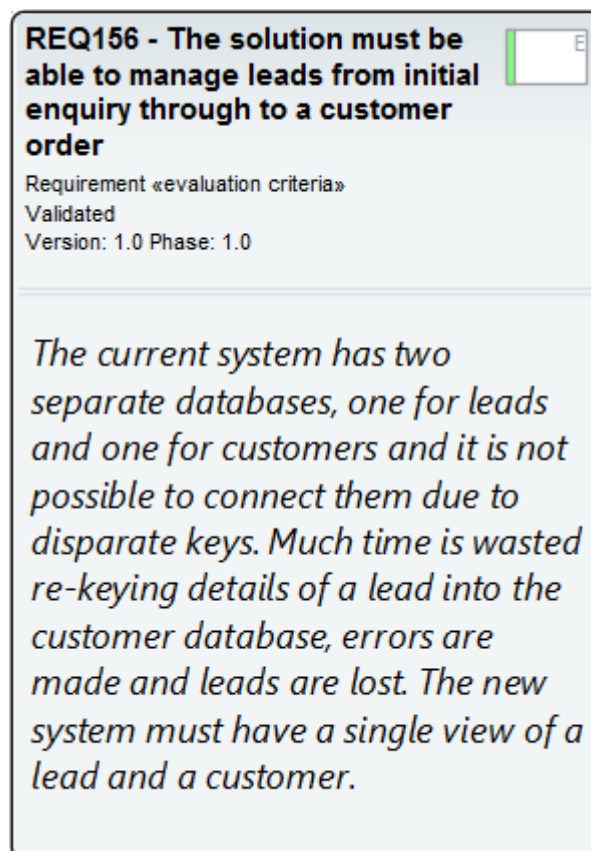 REQ156 - The solution must be
able to manage leads from initial
enquiry through to a customer
order
E
Requirement «evaluation criteria»
Validated
Version: 1.0 Phase: 1.0
The current system has two
separate databases, one for leads
and one for customers and it is not
possible to connect them due to
disparate keys. Much time is wasted
re-keying details of a lead into the
customer database, errors are
made and leads are lost. The new
system must have a single view of a
lead and a customer.